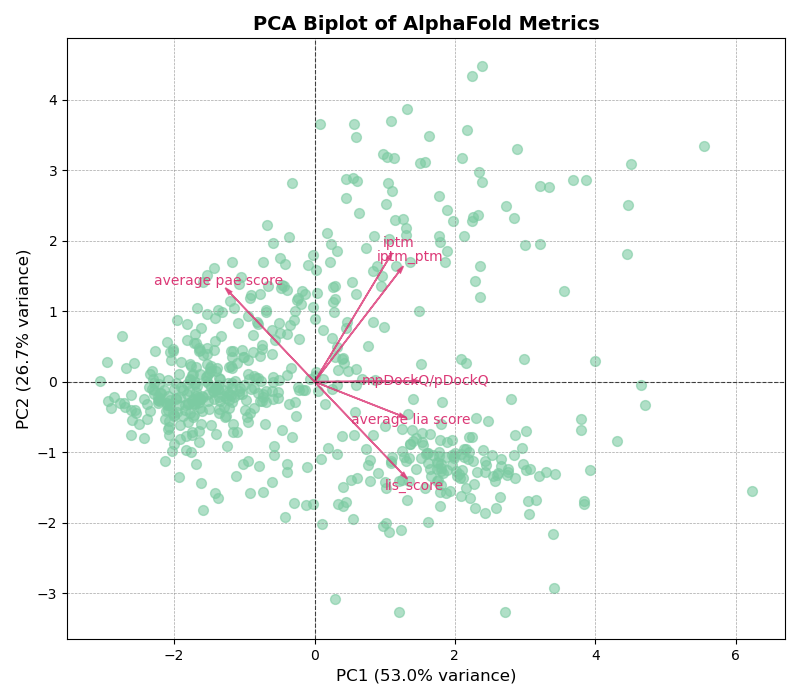 PCA Biplot of AlphaFold Metrics
PC2 (26.7% variance)
4
3
2
1
0
−1
−2
−3
iptm
iptm_ptm
average pae score
mpDockQ/pDockQ
average lia score
lis_score
−2
0
2
4
6
PC1 (53.0% variance)